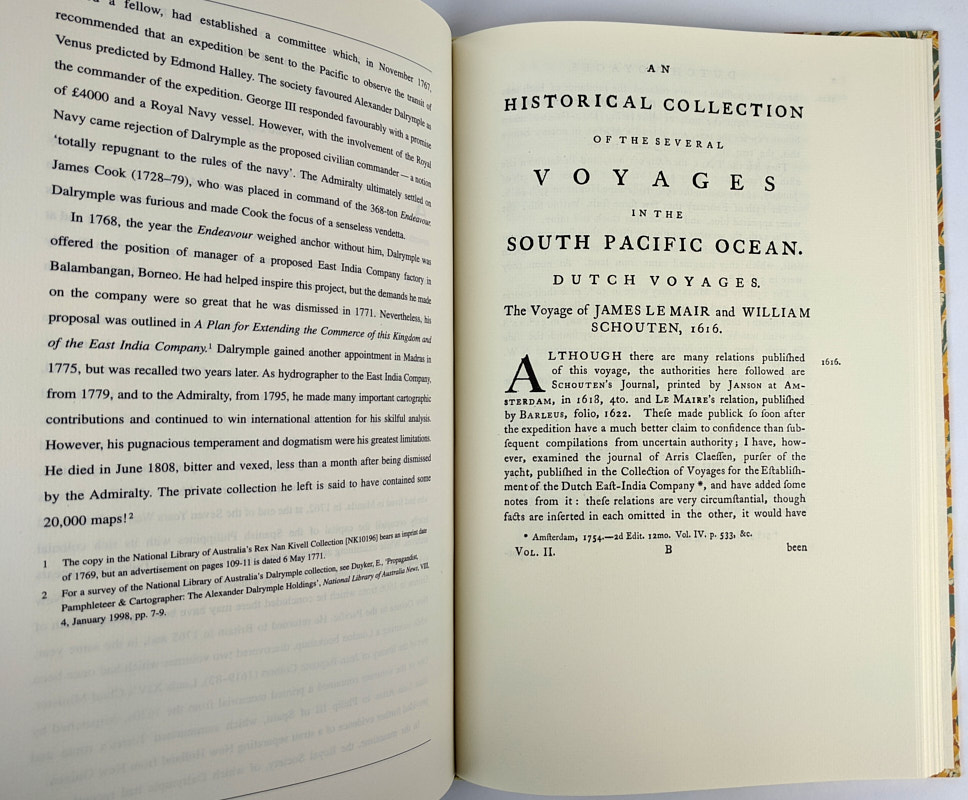 a fellow, had established a committee which, in November 1767,
recommended that an expedition be sent to the Pacific to observe the transit of
Venus predicted by Edmond Halley. The society favoured Alexander Dalrymple as
the commander of the expedition. George III responded favourably with a promise
of £4000 and a Royal Navy vessel. However, with the involvement of the Royal
Navy came rejection of Dalrymple as the proposed civilian commander — a notion
‘totally repugnant to the rules of the navy’. The Admiralty ultimately settled on
James Cook (1728–79), who was placed in command of the 368-ton Endeavour.
Dalrymple was furious and made Cook the focus of a senseless vendetta.
In 1768, the year the Endeavour weighed anchor without him, Dalrymple was
offered the position of manager of a proposed East India Company factory in
Balambangan, Borneo. He had helped inspire this project, but the demands he made
on the company were so great that he was dismissed in 1771. Nevertheless, his
proposal was outlined in A Plan for Extending the Commerce of this Kingdom and
of the East India Company.¹ Dalrymple gained another appointment in Madras in
1775, but was recalled two years later. As hydrographer to the East India Company,
from 1779, and to the Admiralty, from 1795, he made many important cartographic
contributions and continued to win international attention for his skilful analysis.
However, his pugnacious temperament and dogmatism were his greatest limitations.
He died in June 1808, bitter and vexed, less than a month after being dismissed
by the Admiralty. The private collection he left is said to have contained some
20,000 maps!²
1 The copy in the National Library of Australia's Rex Nan Kivell Collection [NK10196] bears an imprint date
of 1769, but an advertisement on pages 109-11 is dated 6 May 1771.
2 For a survey of the National Library of Australia's Dalrymple collection, see Duyker, E., ‘Propagandist,
Pamphleteer & Cartographer: The Alexander Dalrymple Holdings’, National Library of Australia News, VII,
4, January 1998, pp. 7-9.
AN
HISTORICAL COLLECTION
OF THE SEVERAL
VOYAGES
IN THE
SOUTH PACIFIC OCEAN.
DUTCH VOYAGES.
The Voyage of JAMES LE MAIR and WILLIAM
SCHOUTEN, 1616.
ALTHOUGH there are many relations publiſhed 1616.
of this voyage, the authorities here followed are
SCHOUTEN's Journal, printed by JANSON at AM-
STERDAM, in 1618, 4to. and LE MAIRE's relation, publiſhed
by BARLEUS, folio, 1622. Theſe made publick ſo ſoon after
the expedition have a much better claim to confidence than ſub-
ſequent compilations from uncertain authority; I have, how-
ever, examined the journal of Arris Claeſſen, purſer of the
yacht, publiſhed in the Collection of Voyages for the Eſtabliſh-
ment of the Dutch Eaſt-India Company *, and have added ſome
notes from it: theſe relations are very circumſtantial, though
facts are inſerted in each omitted in the other, it would have
* Amſterdam, 1754.—2d Edit. 12mo. Vol. IV. p. 533, &c.
VOL. II. B been